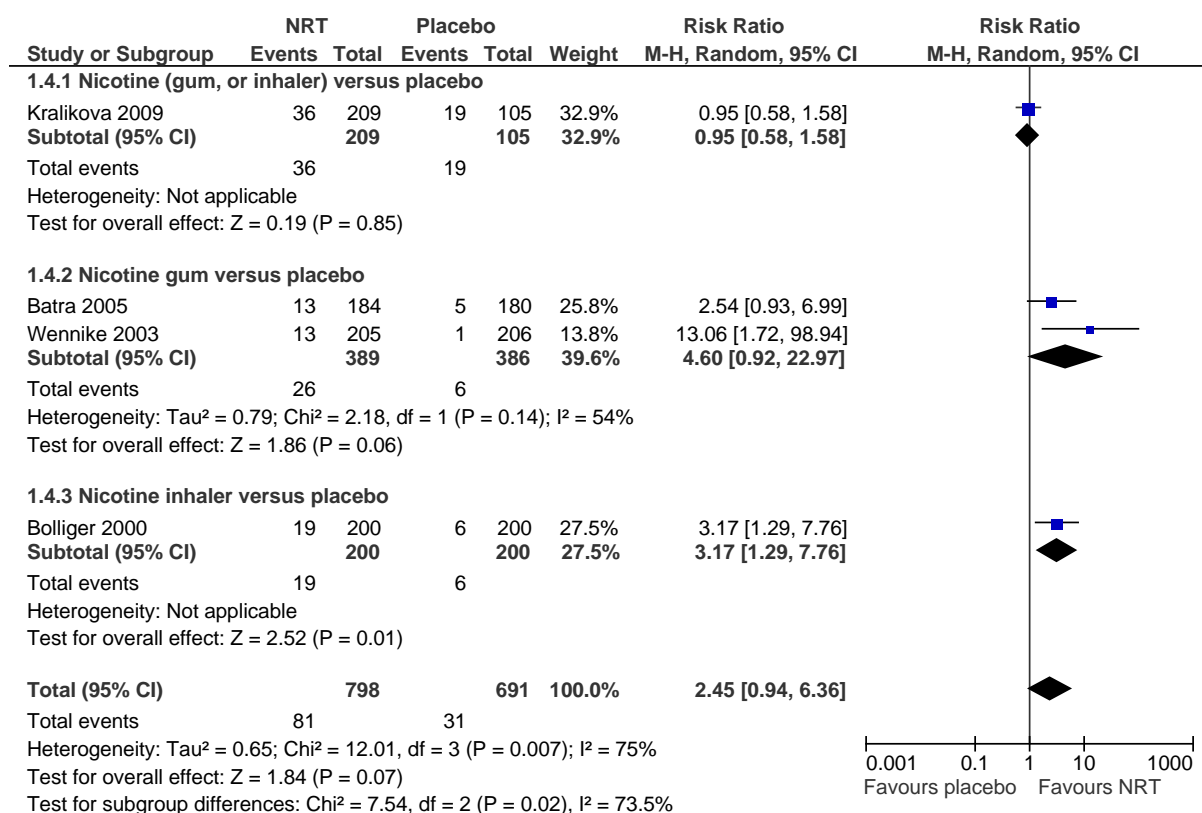 NRT Placebo Risk Ratio Risk Ratio
Study or Subgroup Events Total Events Total Weight M-H, Random, 95% CI M-H, Random, 95% CI
1.4.1 Nicotine (gum, or inhaler) versus placebo
Kralikova 2009 36 209 19 105 32.9% 0.95 [0.58, 1.58]
Subtotal (95% CI) 209 105 32.9% 0.95 [0.58, 1.58]
Total events 36 19
Heterogeneity: Not applicable
Test for overall effect: Z = 0.19 (P = 0.85)
1.4.2 Nicotine gum versus placebo
Batra 2005 13 184 5 180 25.8% 2.54 [0.93, 6.99]
Wennike 2003 13 205 1 206 13.8% 13.06 [1.72, 98.94]
Subtotal (95% CI) 389 386 39.6% 4.60 [0.92, 22.97]
Total events 26 6
Heterogeneity: Tau² = 0.79; Chi² = 2.18, df = 1 (P = 0.14); I² = 54%
Test for overall effect: Z = 1.86 (P = 0.06)
1.4.3 Nicotine inhaler versus placebo
Bolliger 2000 19 200 6 200 27.5% 3.17 [1.29, 7.76]
Subtotal (95% CI) 200 200 27.5% 3.17 [1.29, 7.76]
Total events 19 6
Heterogeneity: Not applicable
Test for overall effect: Z = 2.52 (P = 0.01)
Total (95% CI) 798 691 100.0% 2.45 [0.94, 6.36]
Total events 81 31
Heterogeneity: Tau² = 0.65; Chi² = 12.01, df = 3 (P = 0.007); I² = 75%
Test for overall effect: Z = 1.84 (P = 0.07)
Test for subgroup differences: Chi² = 7.54, df = 2 (P = 0.02), I² = 73.5%
0.001 0.1 1 10 1000
Favours placebo Favours NRT